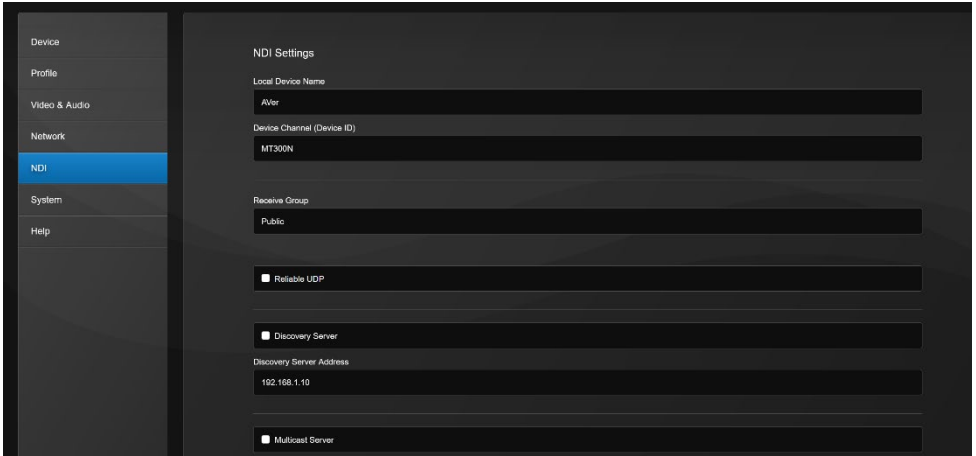 Device
Profile
Video & Audio
Network
NDI
System
Help
NDI Settings
Local Device Name
AVer
Device Channel (Device ID)
MT300N
Receive Group
Public
Reliable UDP
Discovery Server
Discovery Server Address
192.168.1.10
Multicast Server